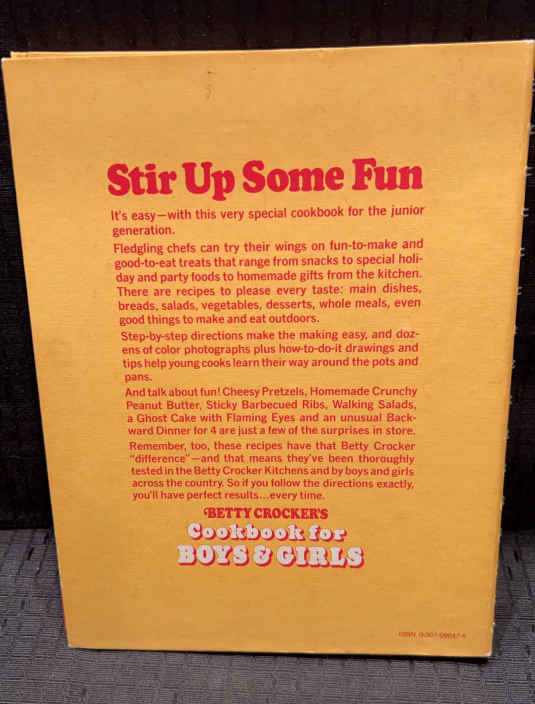 Stir Up Some Fun
It's easy—with this very special cookbook for the junior
generation.
Fledgling chefs can try their wings on fun-to-make and
good-to-eat treats that range from snacks to special holi-
day and party foods to homemade gifts from the kitchen.
There are recipes to please every taste: main dishes,
breads, salads, vegetables, desserts, whole meals, even
good things to make and eat outdoors.
Step-by-step directions make the making easy, and doz-
ens of color photographs plus how-to-do-it drawings and
tips help young cooks learn their way around the pots and
pans.
And talk about fun! Cheesy Pretzels, Homemade Crunchy
Peanut Butter, Sticky Barbecued Ribs, Walking Salads,
a Ghost Cake with Flaming Eyes and an unusual Back-
ward Dinner for 4 are just a few of the surprises in store.
Remember, too, these recipes have that Betty Crocker
"difference"—and that means they've been thoroughly
tested in the Betty Crocker Kitchens and by boys and girls
across the country. So if you follow the directions exactly,
you'll have perfect results...every time.
BETTY CROCKER'S
Cookbook for
BOYS & GIRLS
ISBN: